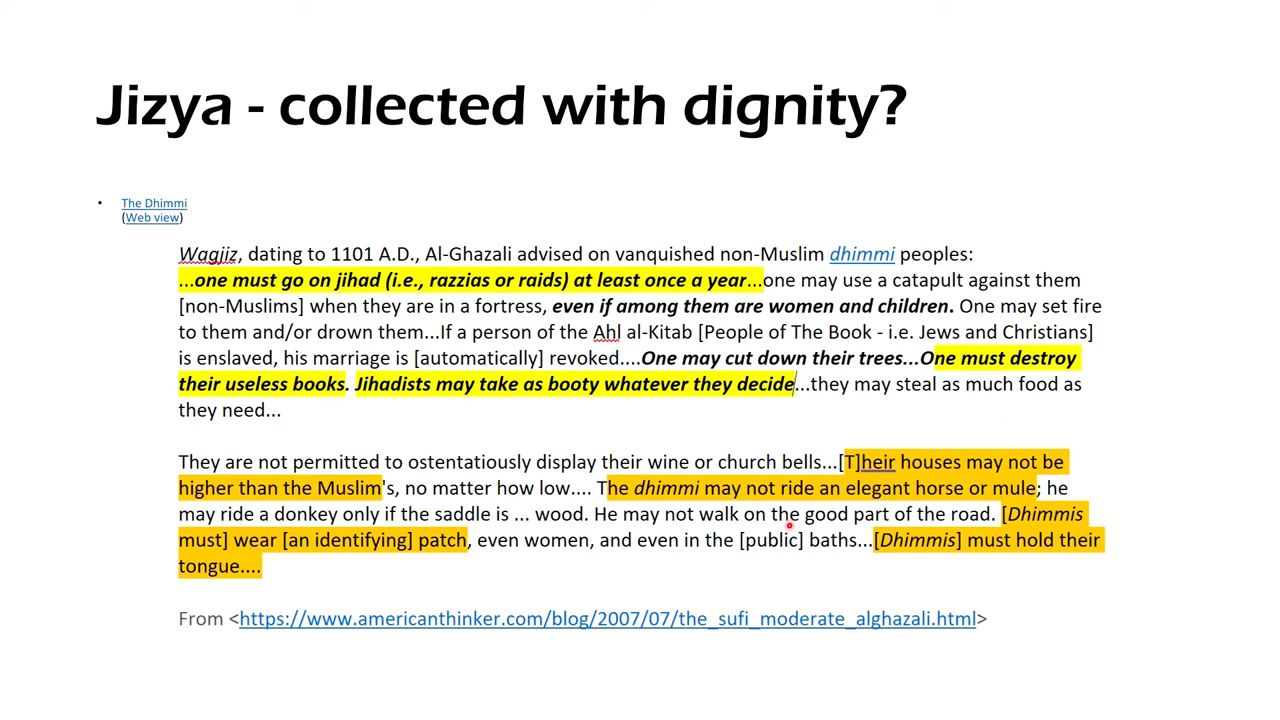 Jizya - collected with dignity?
• The Dhimmi
(Web view)
Wagjiz, dating to 1101 A.D., Al-Ghazali advised on vanquished non-Muslim dhimmi peoples:
...one must go on jihad (i.e., razzias or raids) at least once a year...one may use a catapult against them
[non-Muslims] when they are in a fortress, even if among them are women and children. One may set fire
to them and/or drown them...If a person of the Ahl al-Kitab [People of The Book - i.e. Jews and Christians]
is enslaved, his marriage is [automatically] revoked....One may cut down their trees...One must destroy
their useless books. Jihadists may take as booty whatever they decide...they may steal as much food as
they need...
They are not permitted to ostentatiously display their wine or church bells...[T]heir houses may not be
higher than the Muslim's, no matter how low.... The dhimmi may not ride an elegant horse or mule; he
may ride a donkey only if the saddle is ... wood. He may not walk on the good part of the road. [Dhimmis
must] wear [an identifying] patch, even women, and even in the [public] baths...[Dhimmis] must hold their
tongue....
From <https://www.americanthinker.com/blog/2007/07/the_sufi_moderate_alghazali.html>